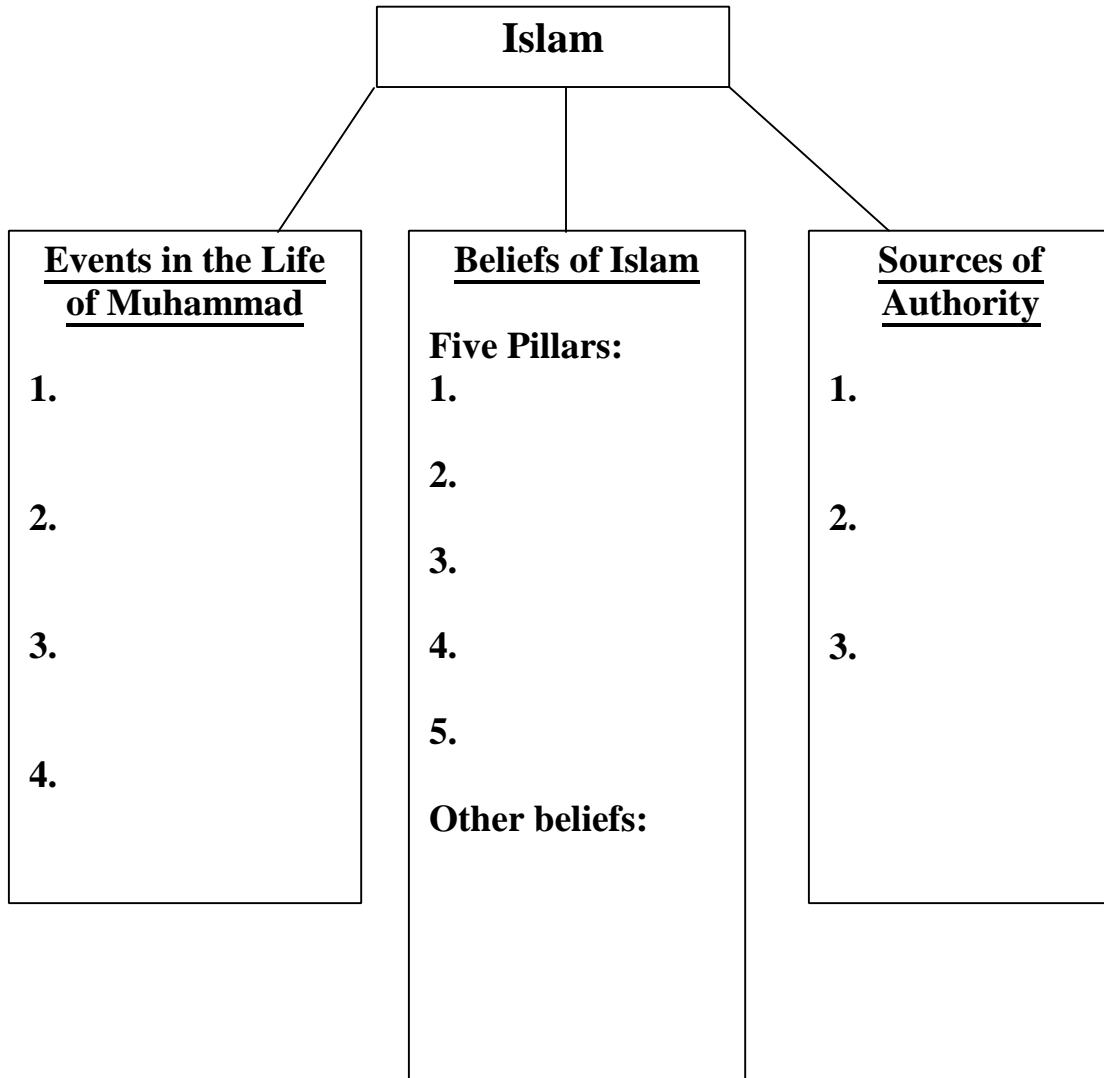 Islam
Events in the Life
of Muhammad
1.
2.
3.
4.
Beliefs of Islam
Five Pillars:
1.
2.
3.
4.
5.
Other beliefs:
Sources of
Authority
1.
2.
3.